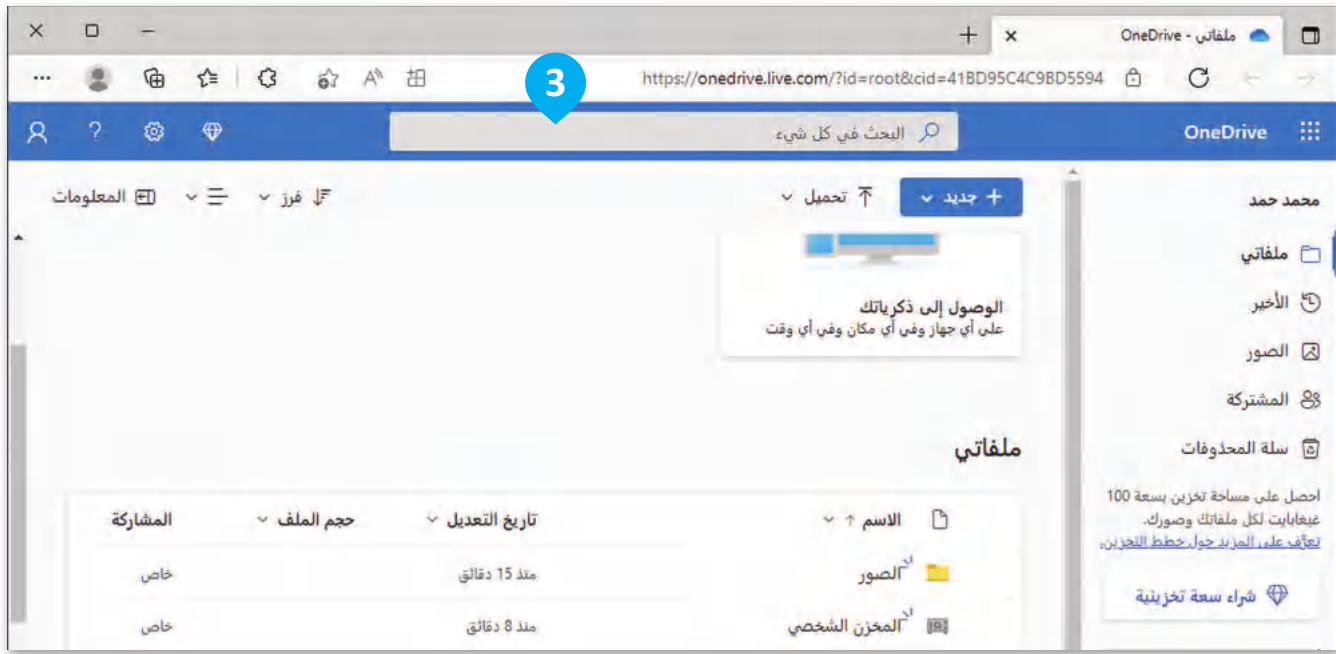 ملفاتي - OneDrive
https://onedrive.live.com/?id=root&cid=41BD95C4C9BD5594
3
OneDrive
البحث في كل شيء
?
محمد حمد
ملفاتي
الأخير
الصور
المشتركة
سلة المحذوفات
احصل على مساحة تخزين بسعة 100
غيغابايت لكل ملفاتك وصورك.
تعرَّف على المزيد حول خطط التخزين.
شراء سعة تخزينية
+ جديد
تحميل
فرز
المعلومات
الوصول إلى ذكرياتك
على أي جهاز وفي أي مكان وفي أي وقت
ملفاتي
الاسم ↑ تاريخ التعديل حجم الملف المشاركة
الصور منذ 15 دقائق خاص
المخزن الشخصي منذ 8 دقائق خاص